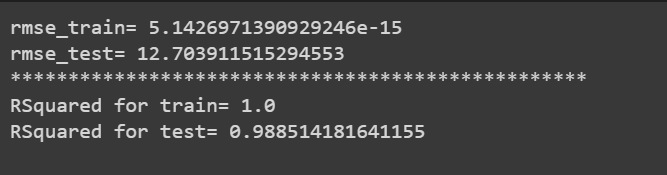 rmse_train= 5.1426971390929246e-15
rmse_test= 12.703911515294553
*************************************************
RSquared for train= 1.0
RSquared for test= 0.988514181641155